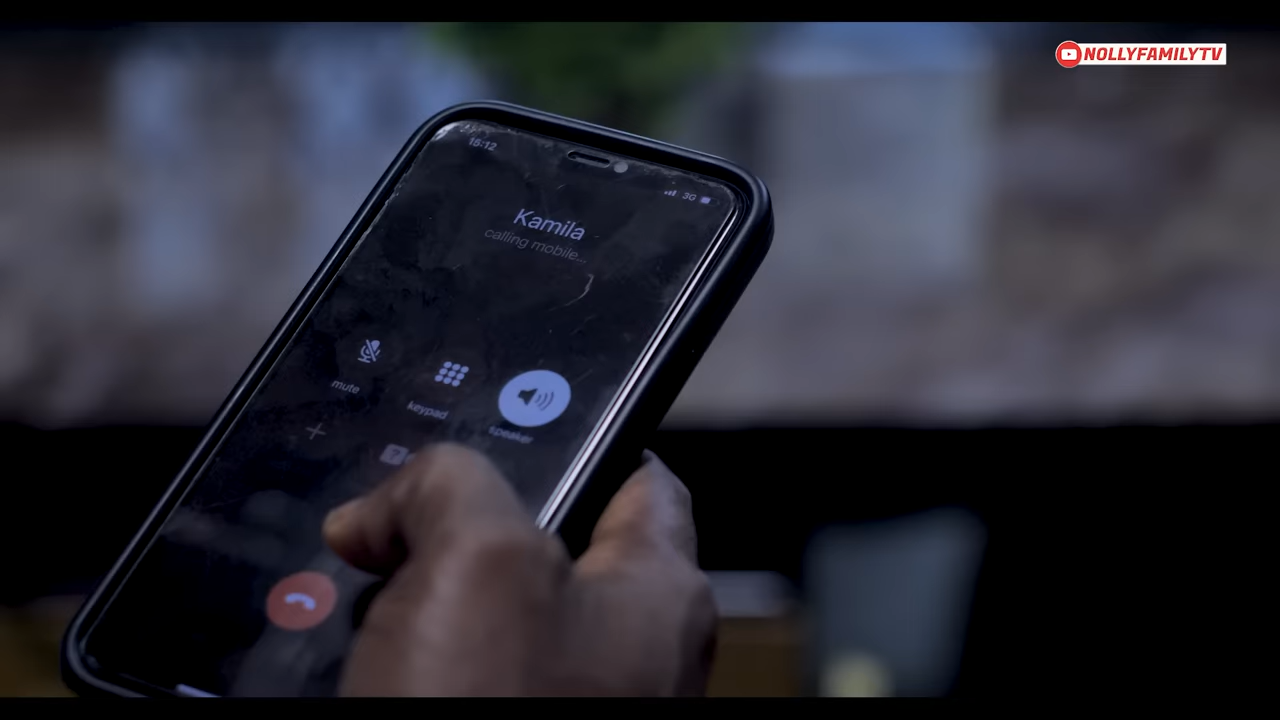 NOLLYFAMILYTV
15:12
3G
Kamila
calling mobile...
mute
keypad
speaker